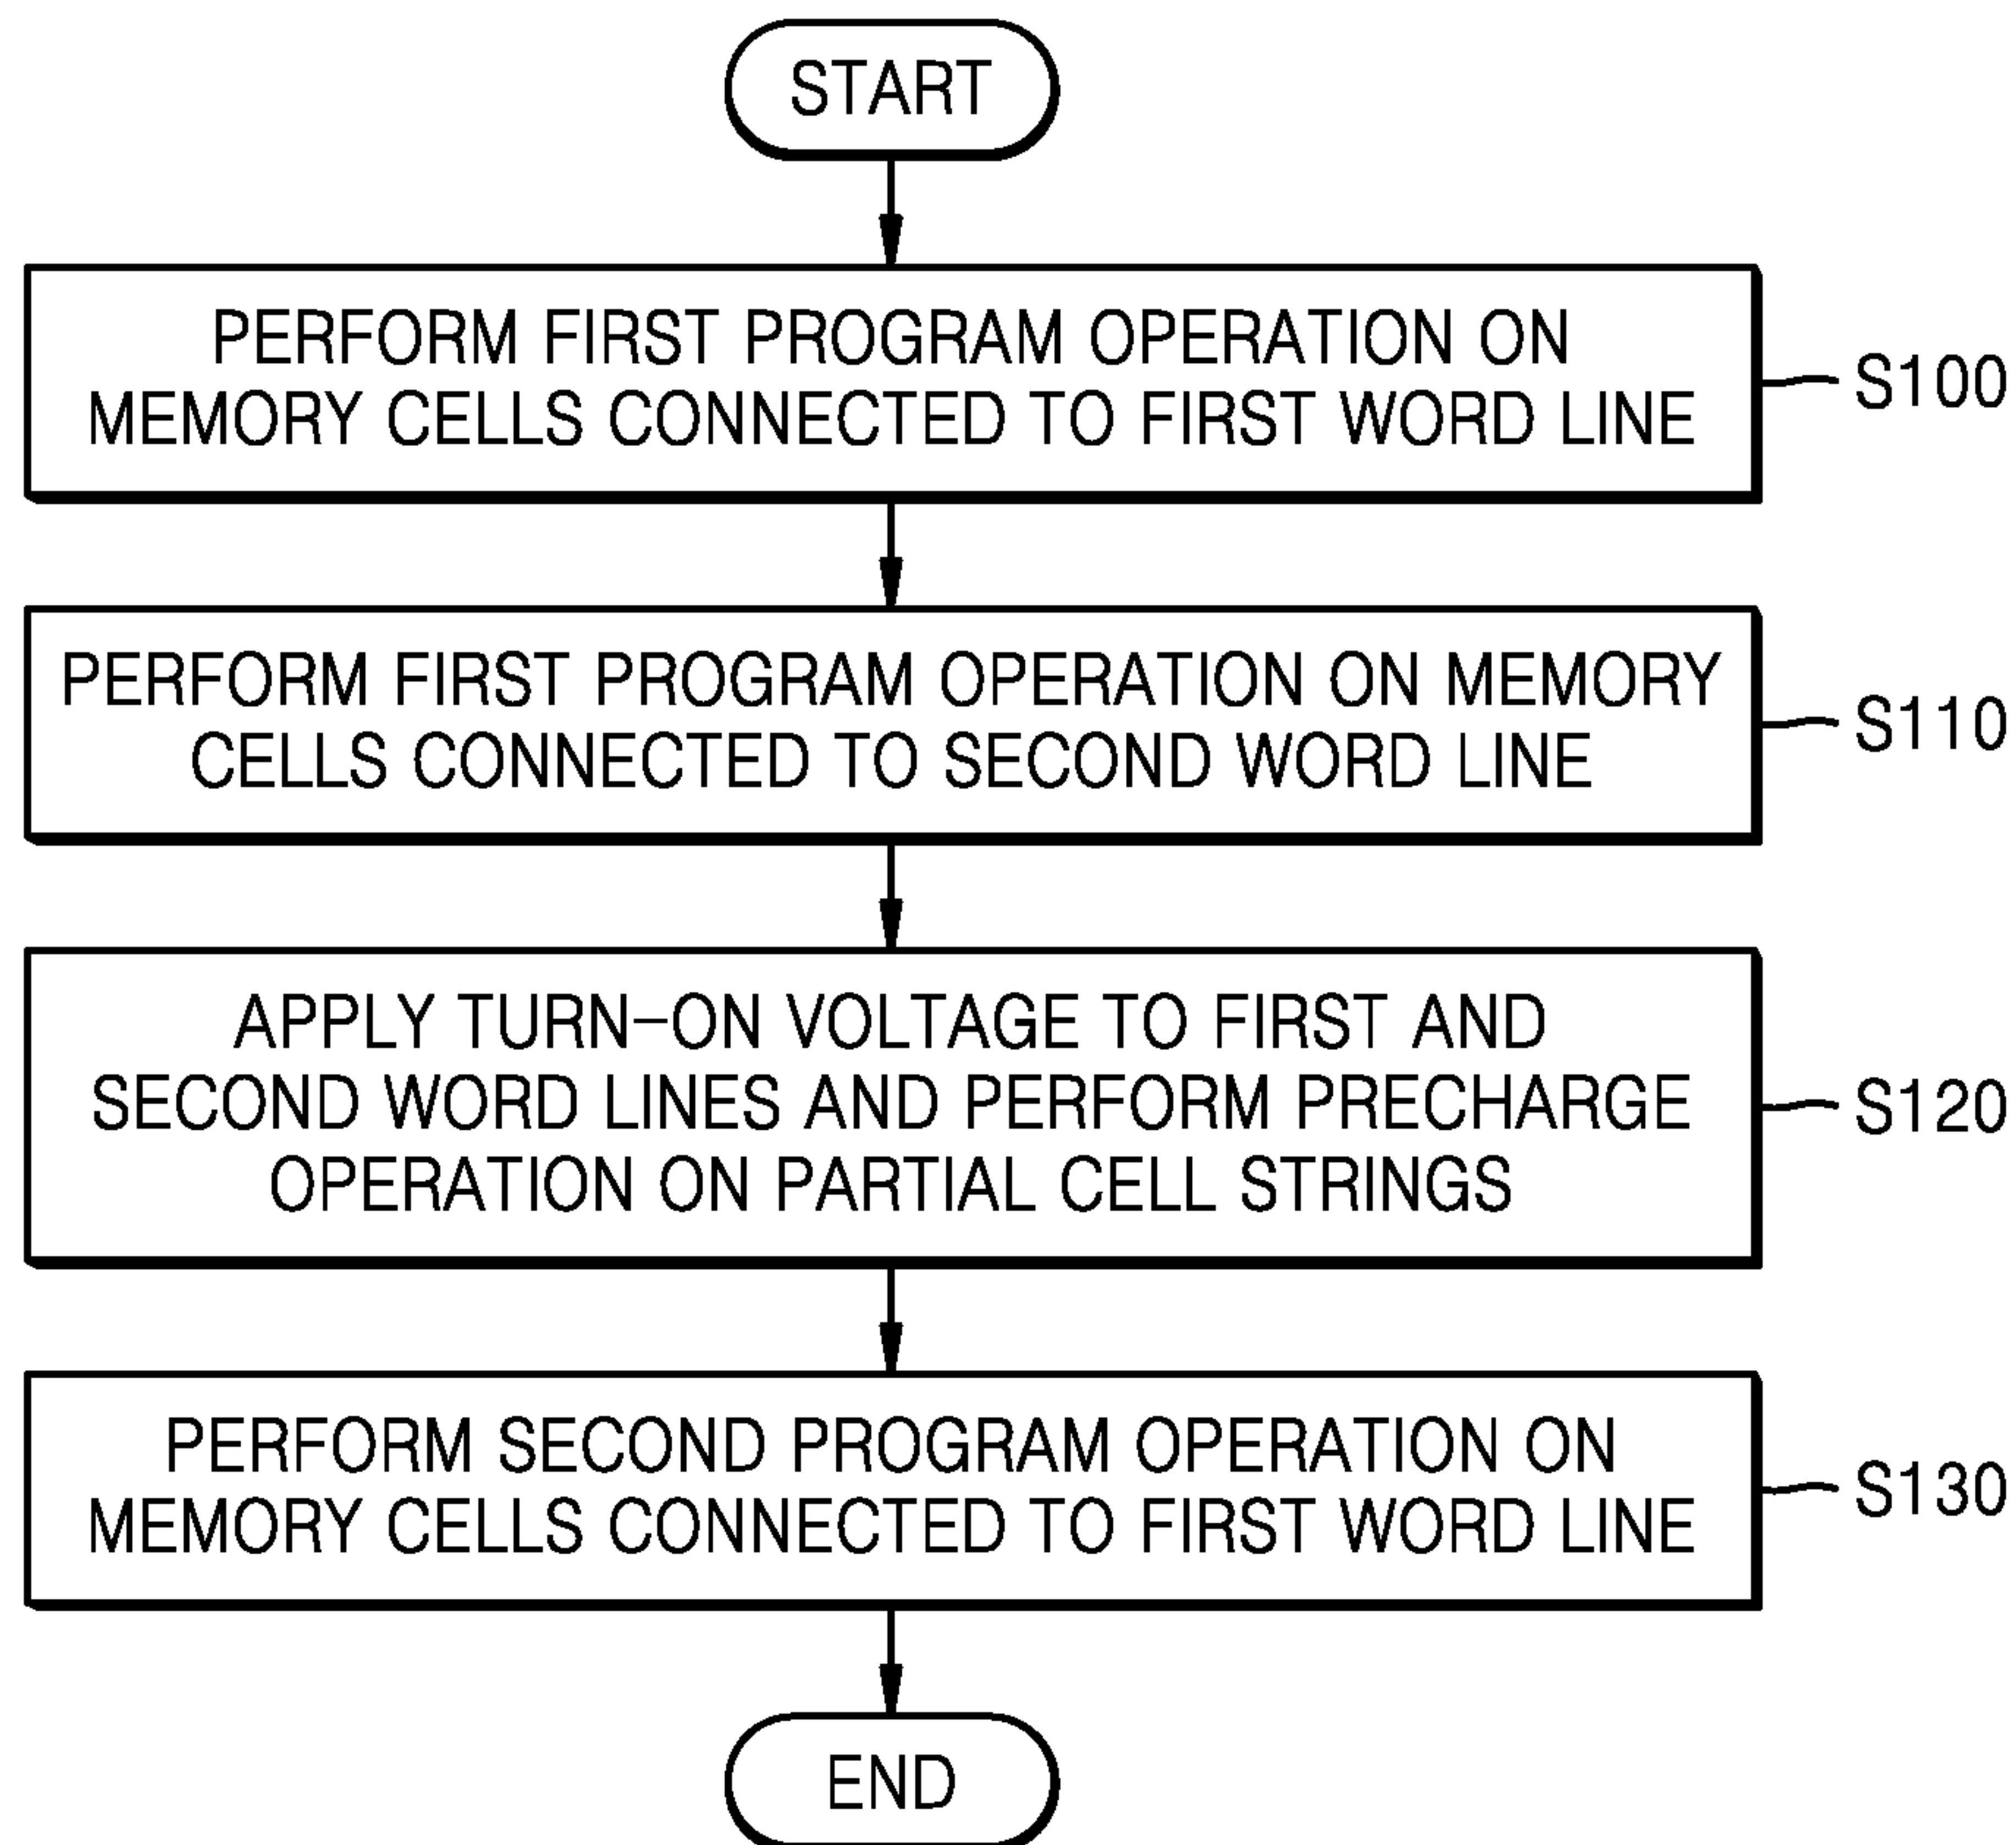 START
PERFORM FIRST PROGRAM OPERATION ON
MEMORY CELLS CONNECTED TO FIRST WORD LINE
S100
PERFORM FIRST PROGRAM OPERATION ON MEMORY
CELLS CONNECTED TO SECOND WORD LINE
S110
APPLY TURN-ON VOLTAGE TO FIRST AND
SECOND WORD LINES AND PERFORM PRECHARGE
OPERATION ON PARTIAL CELL STRINGS
S120
PERFORM SECOND PROGRAM OPERATION ON
MEMORY CELLS CONNECTED TO FIRST WORD LINE
S130
END